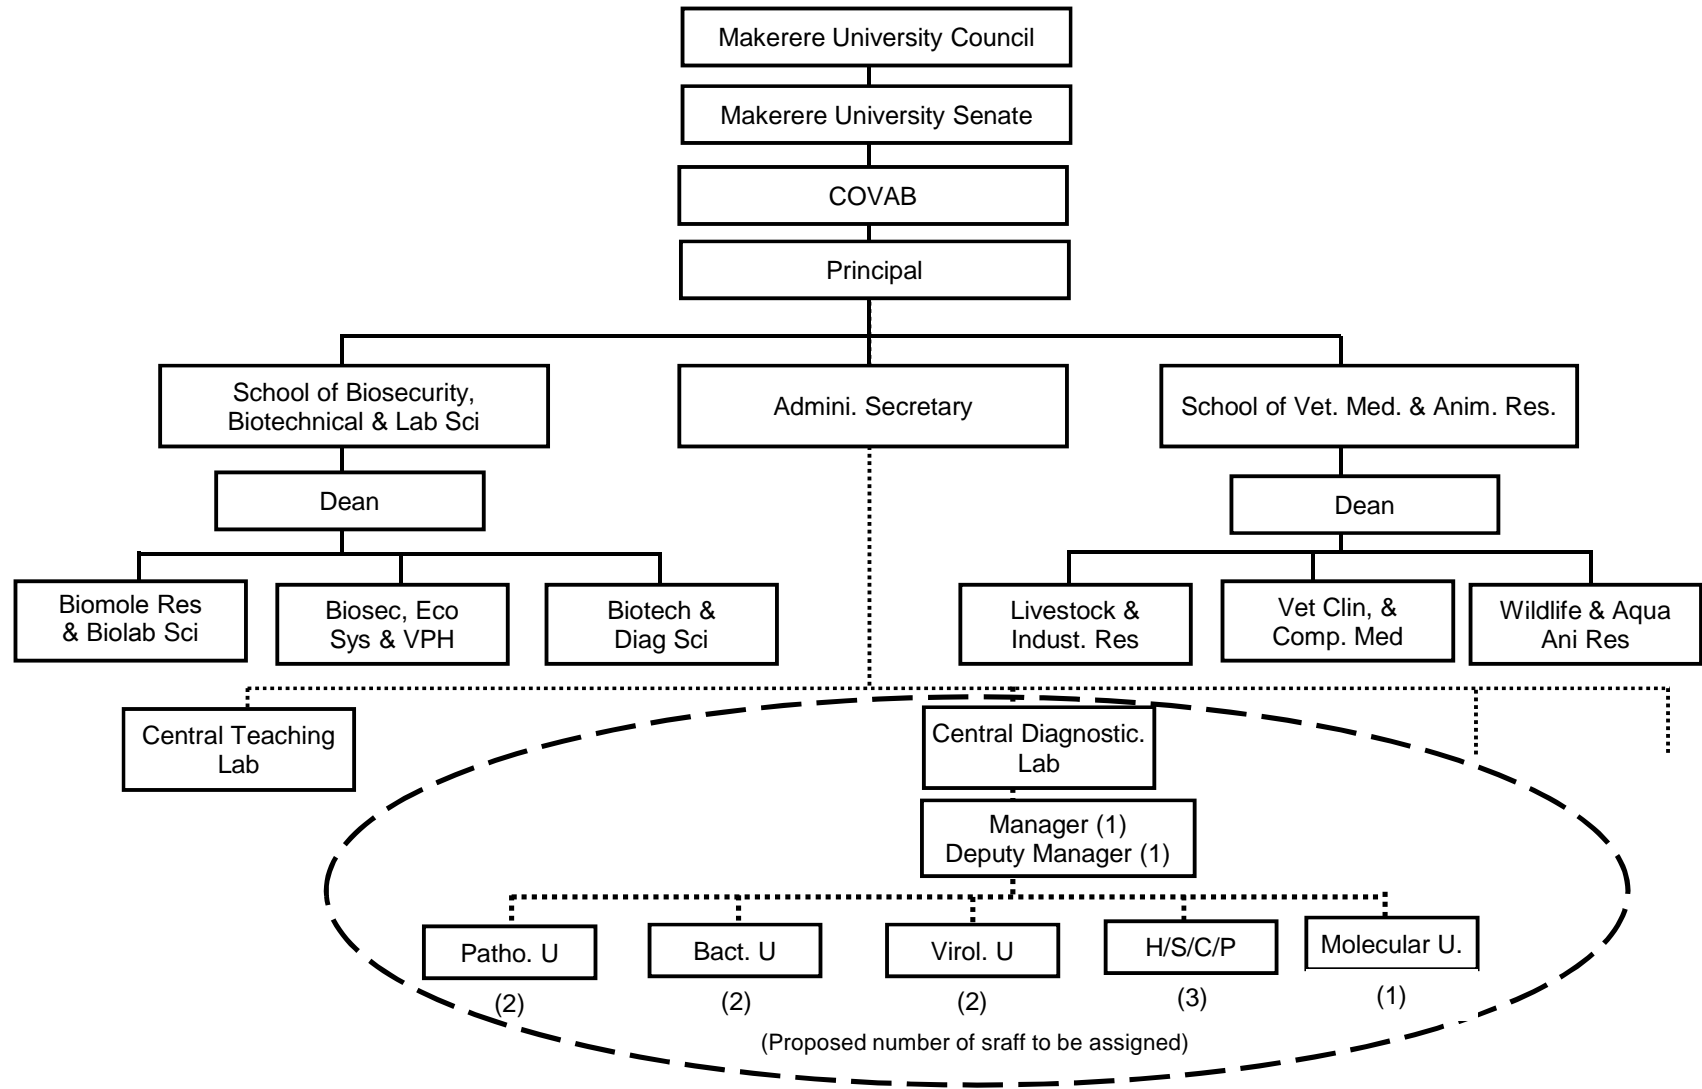 Makerere University Council
Makerere University Senate
COVAB
Principal
School of Biosecurity,
Biotechnical & Lab Sci
Admini. Secretary
School of Vet. Med. & Anim. Res.
Dean
Dean
Biomole Res
& Biolab Sci
Biosec, Eco
Sys & VPH
Biotech &
Diag Sci
Livestock &
Indust. Res
Vet Clin, &
Comp. Med
Wildlife & Aqua
Ani Res
Central Teaching
Lab
Central Diagnostic.
Lab
Manager (1)
Deputy Manager (1)
Patho. U
Bact. U
Virol. U
H/S/C/P
Molecular U.
(2)
(2)
(2)
(3)
(1)
(Proposed number of sraff to be assigned)